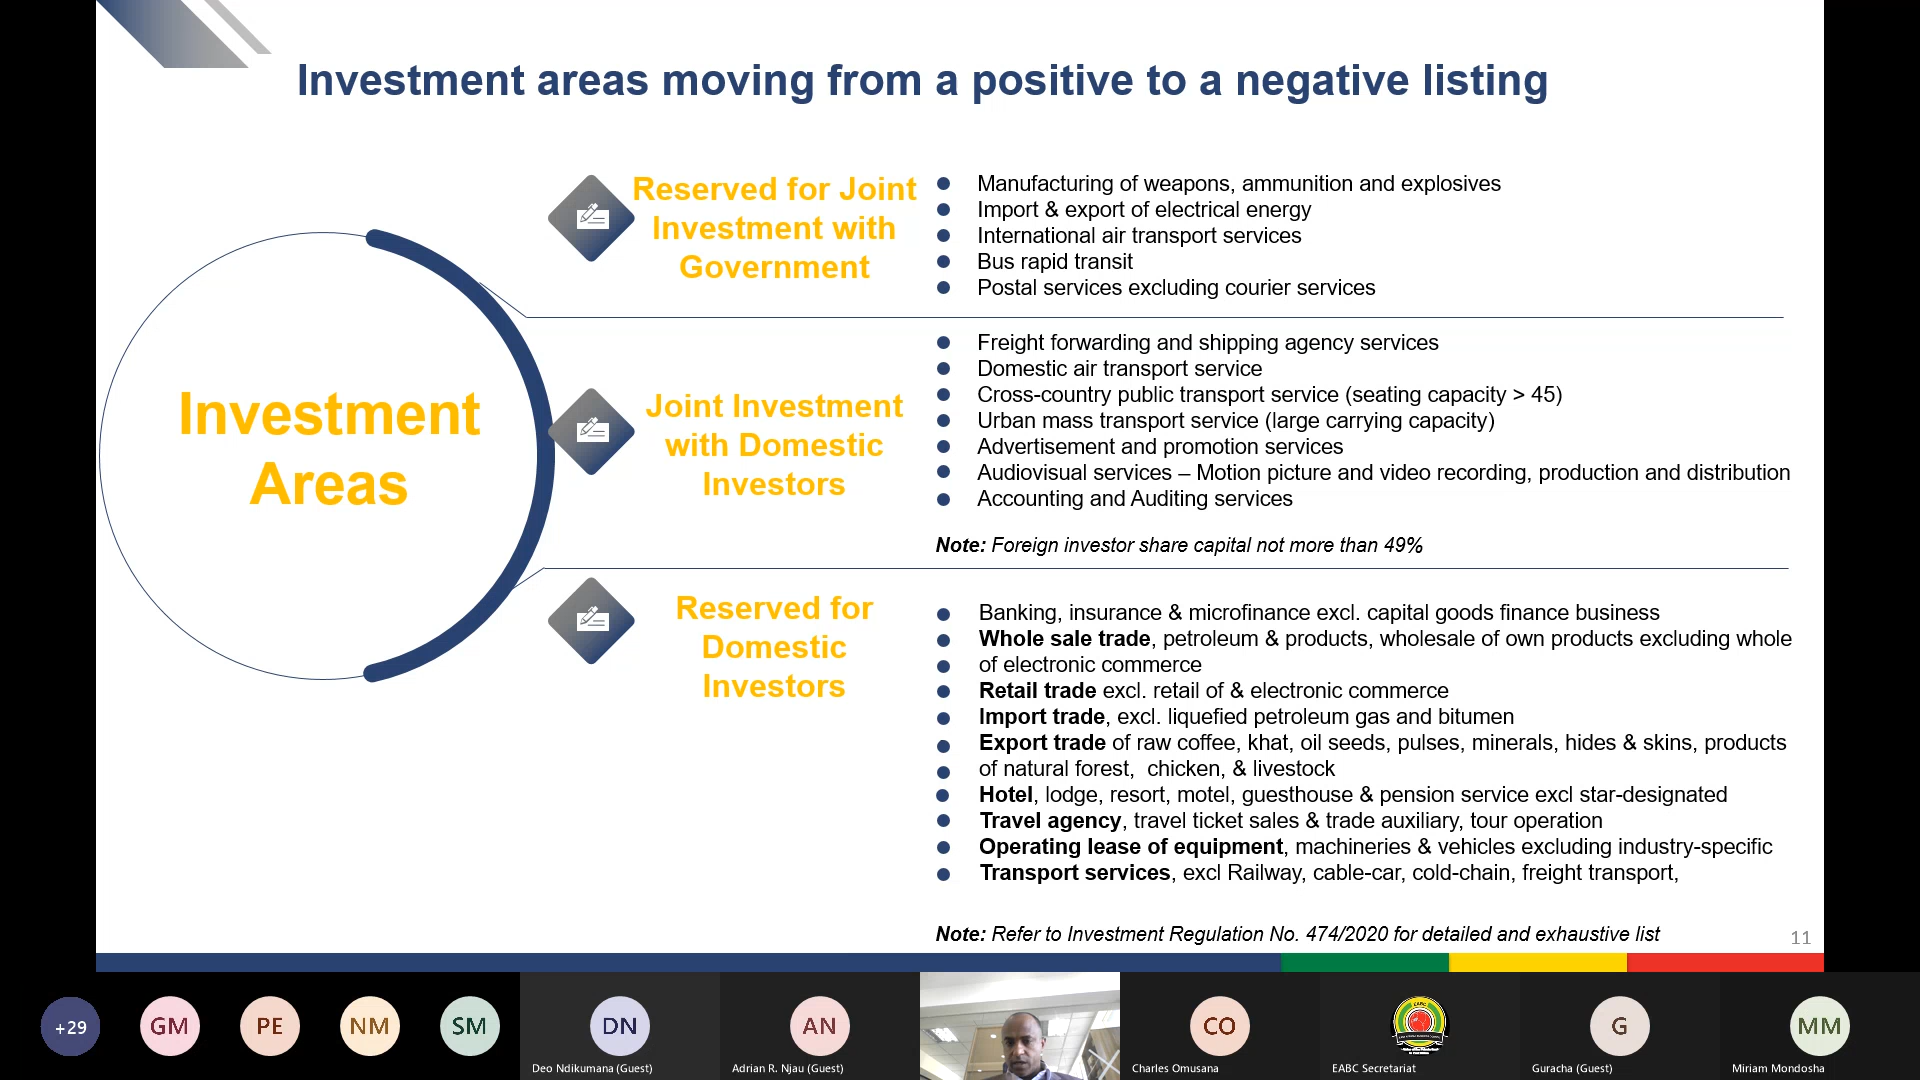 Investment areas moving from a positive to a negative listing
Investment
Areas
Reserved for Joint
Investment with
Government
Manufacturing of weapons, ammunition and explosives
Import & export of electrical energy
International air transport services
Bus rapid transit
Postal services excluding courier services
Joint Investment
with Domestic
Investors
Freight forwarding and shipping agency services
Domestic air transport service
Cross-country public transport service (seating capacity > 45)
Urban mass transport service (large carrying capacity)
Advertisement and promotion services
Audiovisual services – Motion picture and video recording, production and distribution
Accounting and Auditing services
Note: Foreign investor share capital not more than 49%
Reserved for
Domestic
Investors
Banking, insurance & microfinance excl. capital goods finance business
Whole sale trade, petroleum & products, wholesale of own products excluding whole
of electronic commerce
Retail trade excl. retail of & electronic commerce
Import trade, excl. liquefied petroleum gas and bitumen
Export trade of raw coffee, khat, oil seeds, pulses, minerals, hides & skins, products
of natural forest, chicken, & livestock
Hotel, lodge, resort, motel, guesthouse & pension service excl star-designated
Travel agency, travel ticket sales & trade auxiliary, tour operation
Operating lease of equipment, machineries & vehicles excluding industry-specific
Transport services, excl Railway, cable-car, cold-chain, freight transport,
Note: Refer to Investment Regulation No. 474/2020 for detailed and exhaustive list
11
+29
GM
PE
NM
SM
DN
Deo Ndikumana (Guest)
AN
Adrian R. Njau (Guest)
CO
Charles Omusana
EABC
EABC Secretariat
G
Guracha (Guest)
MM
Miriam Mondosha